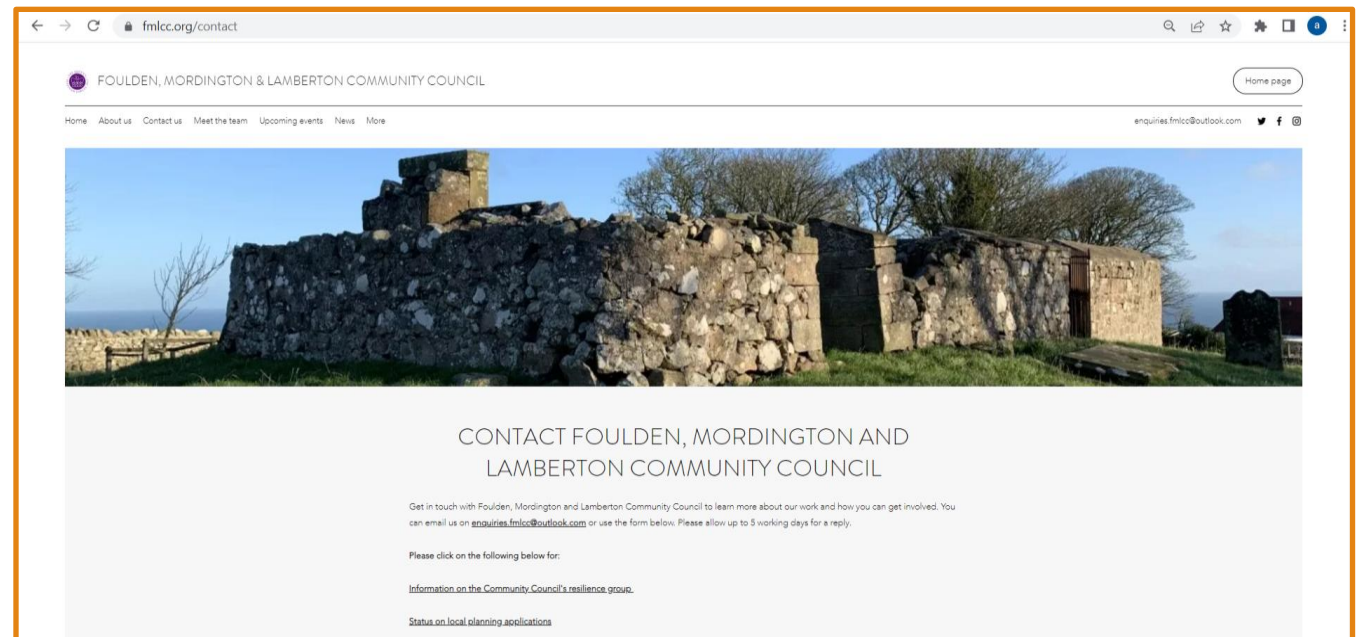 fmlcc.org/contact
a
FOULDEN, MORDINGTON & LAMBERTON COMMUNITY COUNCIL
Home page
Home About us Contact us Meet the team Upcoming events News More
enquiries.fmlcc@outlook.com
CONTACT FOULDEN, MORDINGTON AND
LAMBERTON COMMUNITY COUNCIL
Get in touch with Foulden, Mordington and Lamberton Community Council to learn more about our work and how you can get involved. You
can email us on enquiries.fmlcc@outlook.com or use the form below. Please allow up to 5 working days for a reply.
Please click on the following below for:
Information on the Community Council's resilience group
Status on local planning applications